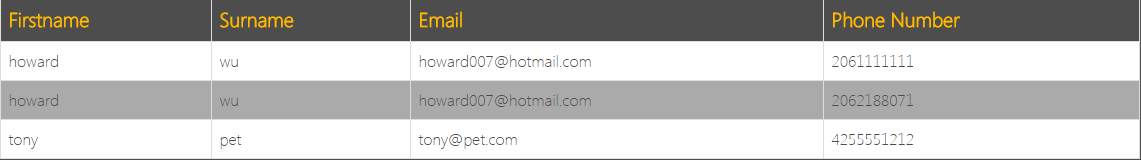 Firstname Surname Email Phone Number
howard wu howard007@hotmail.com 2061111111
howard wu howard007@hotmail.com 2062188071
tony pet tony@pet.com 4255551212